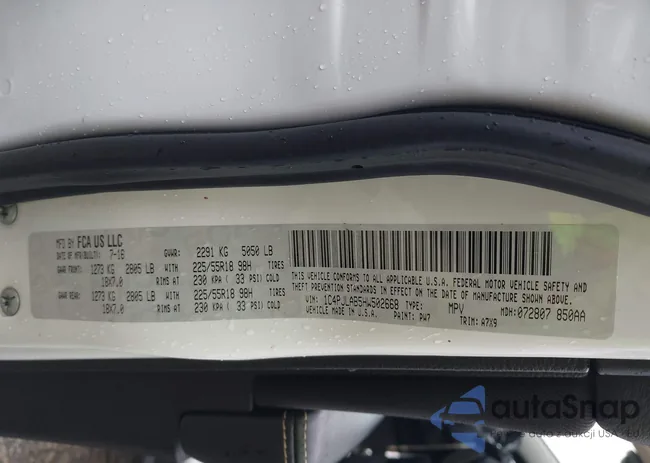 MFD BY FCA US LLC
DATE OF MFR(BUILT): 7-16 GVWR: 2291 KG 5050 LB
GAWR FRONT: 1273 KG 2805 LB WITH 225/55R18 98H TIRES
18X7.0 RIMS AT 230 KPA ( 33 PSI) COLD
GAWR REAR: 1273 KG 2805 LB WITH 225/55R18 98H TIRES
18X7.0 RIMS AT 230 KPA ( 33 PSI) COLD
THIS VEHICLE CONFORMS TO ALL APPLICABLE U.S.A. FEDERAL MOTOR VEHICLE SAFETY AND
THEFT PREVENTION STANDARDS IN EFFECT ON THE DATE OF MANUFACTURE SHOWN ABOVE.
VIN: 1C4PJLAB5HW502668 TYPE: MPV MDH: 072807 850AA
VEHICLE MADE IN U.S.A. PAINT: PW7 TRIM: A7X9
autoSnap
auta z aukcji USA